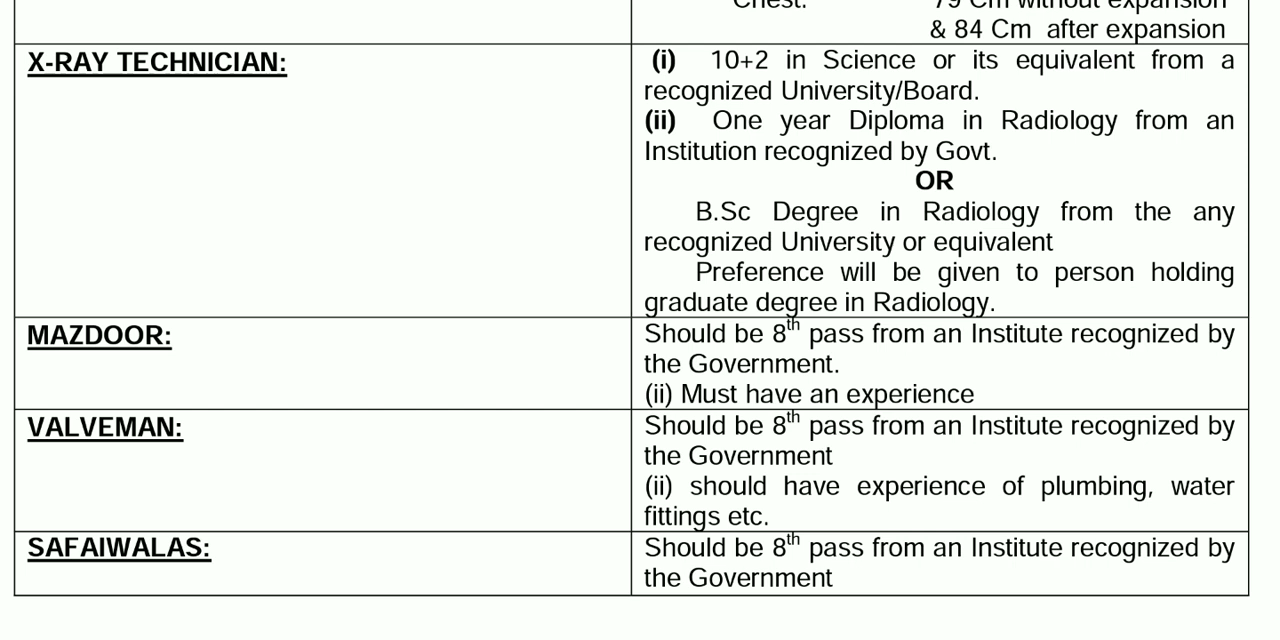 Chest: 79 Cm without expansion
& 84 Cm after expansion
X-RAY TECHNICIAN:
(i) 10+2 in Science or its equivalent from a
recognized University/Board.
(ii) One year Diploma in Radiology from an
Institution recognized by Govt.
OR
B.Sc Degree in Radiology from the any
recognized University or equivalent
Preference will be given to person holding
graduate degree in Radiology.
MAZDOOR:
Should be 8th pass from an Institute recognized by
the Government.
(ii) Must have an experience
VALVEMAN:
Should be 8th pass from an Institute recognized by
the Government
(ii) should have experience of plumbing, water
fittings etc.
SAFAIWALAS:
Should be 8th pass from an Institute recognized by
the Government